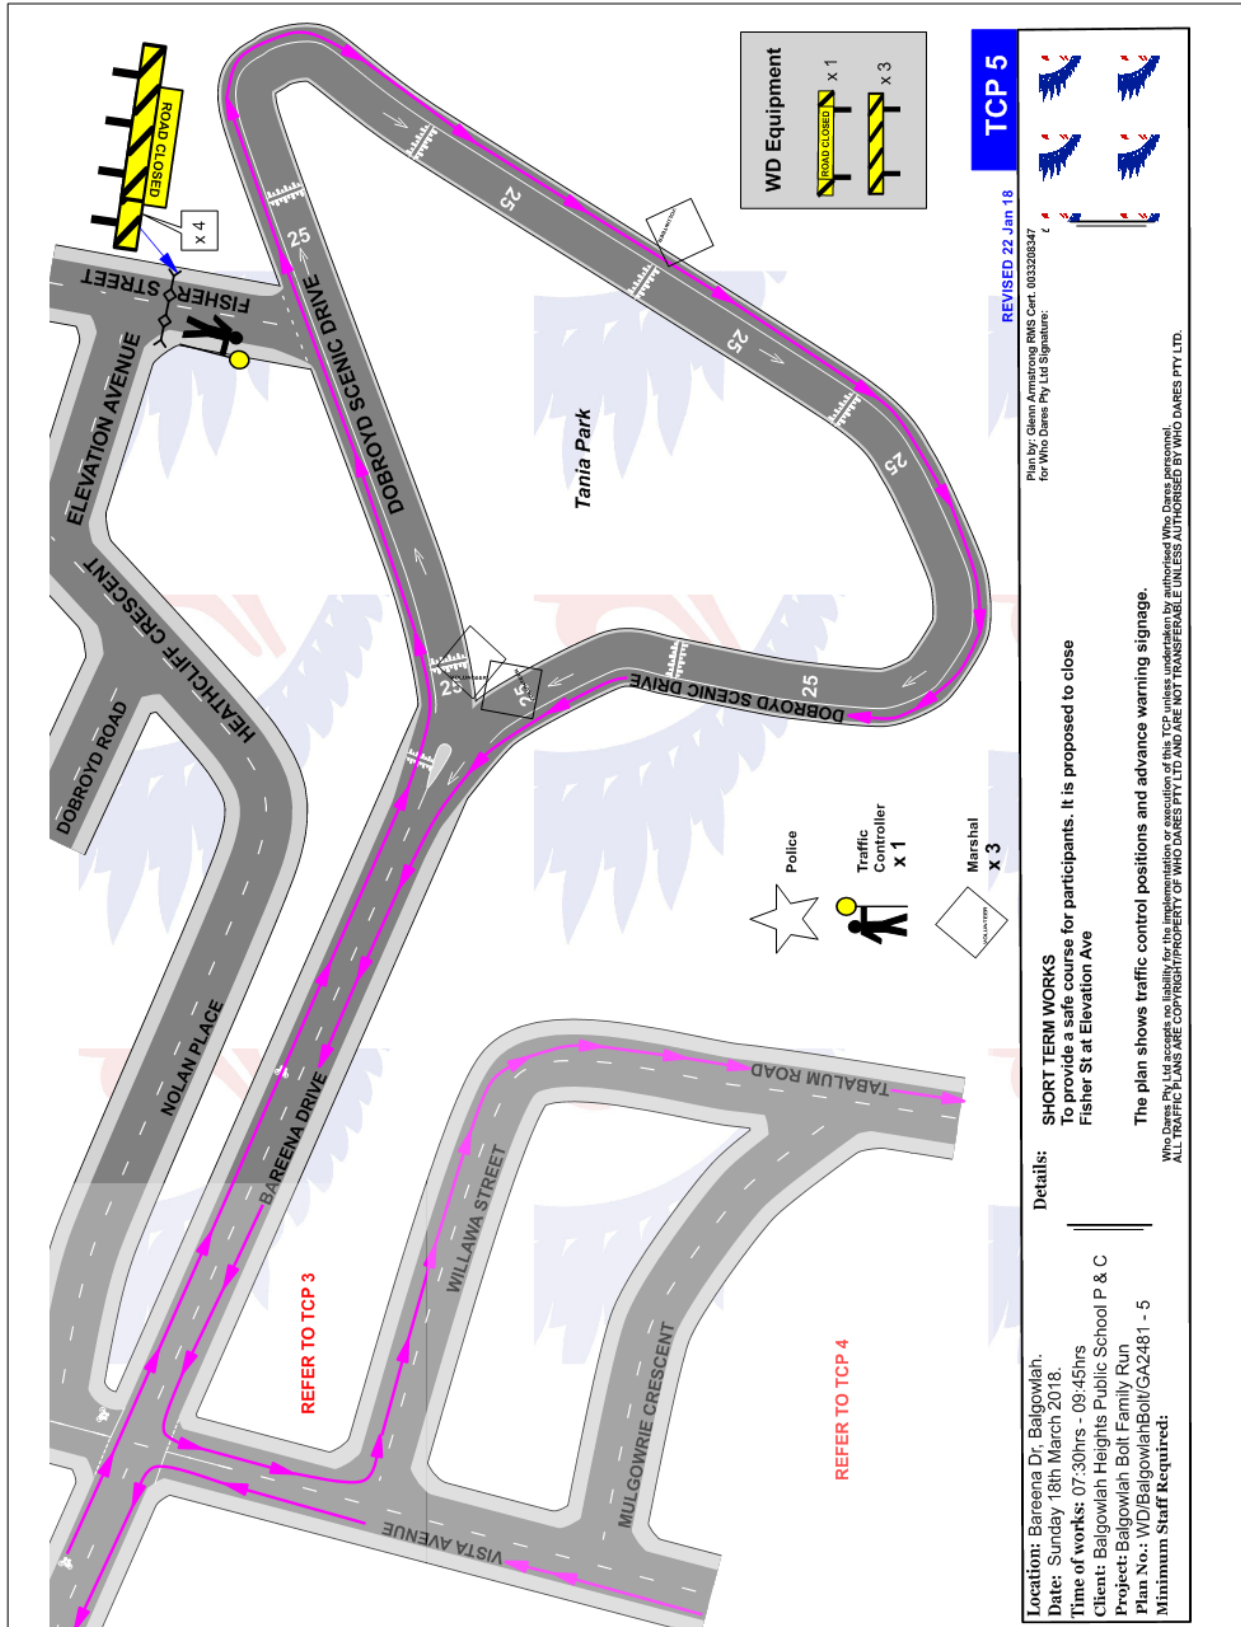 ROAD CLOSED
x 4
FISHER STREET
ELEVATION AVENUE
HEATHCLIFF CRESCENT
DOBROYD ROAD
NOLAN PLACE
DOBROYD SCENIC DRIVE
25
25
25
25
25
25
25
DOBROYD SCENIC DRIVE
VOLUNTEER
VOLUNTEER
Tania Park
BAREENA DRIVE
WILLAWA STREET
TABALUM ROAD
MULGOWRIE CRESCENT
VISTA AVENUE
REFER TO TCP 3
REFER TO TCP 4
WD Equipment
ROAD CLOSED x 1
x 3
Police
Traffic
Controller
x 1
Marshal
x 3
VOLUNTEER
TCP 5
REVISED 22 Jan 18
Location: Bareena Dr, Balgowlah.
Date: Sunday 18th March 2018.
Time of works: 07:30hrs - 09:45hrs
Client: Balgowlah Heights Public School P & C
Project: Balgowlah Bolt Family Run
Plan No.: WD/BalgowlahBolt/GA2481 - 5
Minimum Staff Required:
Details:
SHORT TERM WORKS
To provide a safe course for participants. It is proposed to close
Fisher St at Elevation Ave
The plan shows traffic control positions and advance warning signage.
Who Dares Pty Ltd accepts no liability for the implementation or execution of this TCP unless undertaken by authorised Who Dares personnel.
ALL TRAFFIC PLANS ARE COPYRIGHT/PROPERTY OF WHO DARES PTY LTD AND ARE NOT TRANSFERABLE UNLESS AUTHORISED BY WHO DARES PTY LTD.
Plan by: Glenn Armstrong RMS Cert. 0033208347
for Who Dares Pty Ltd Signature: